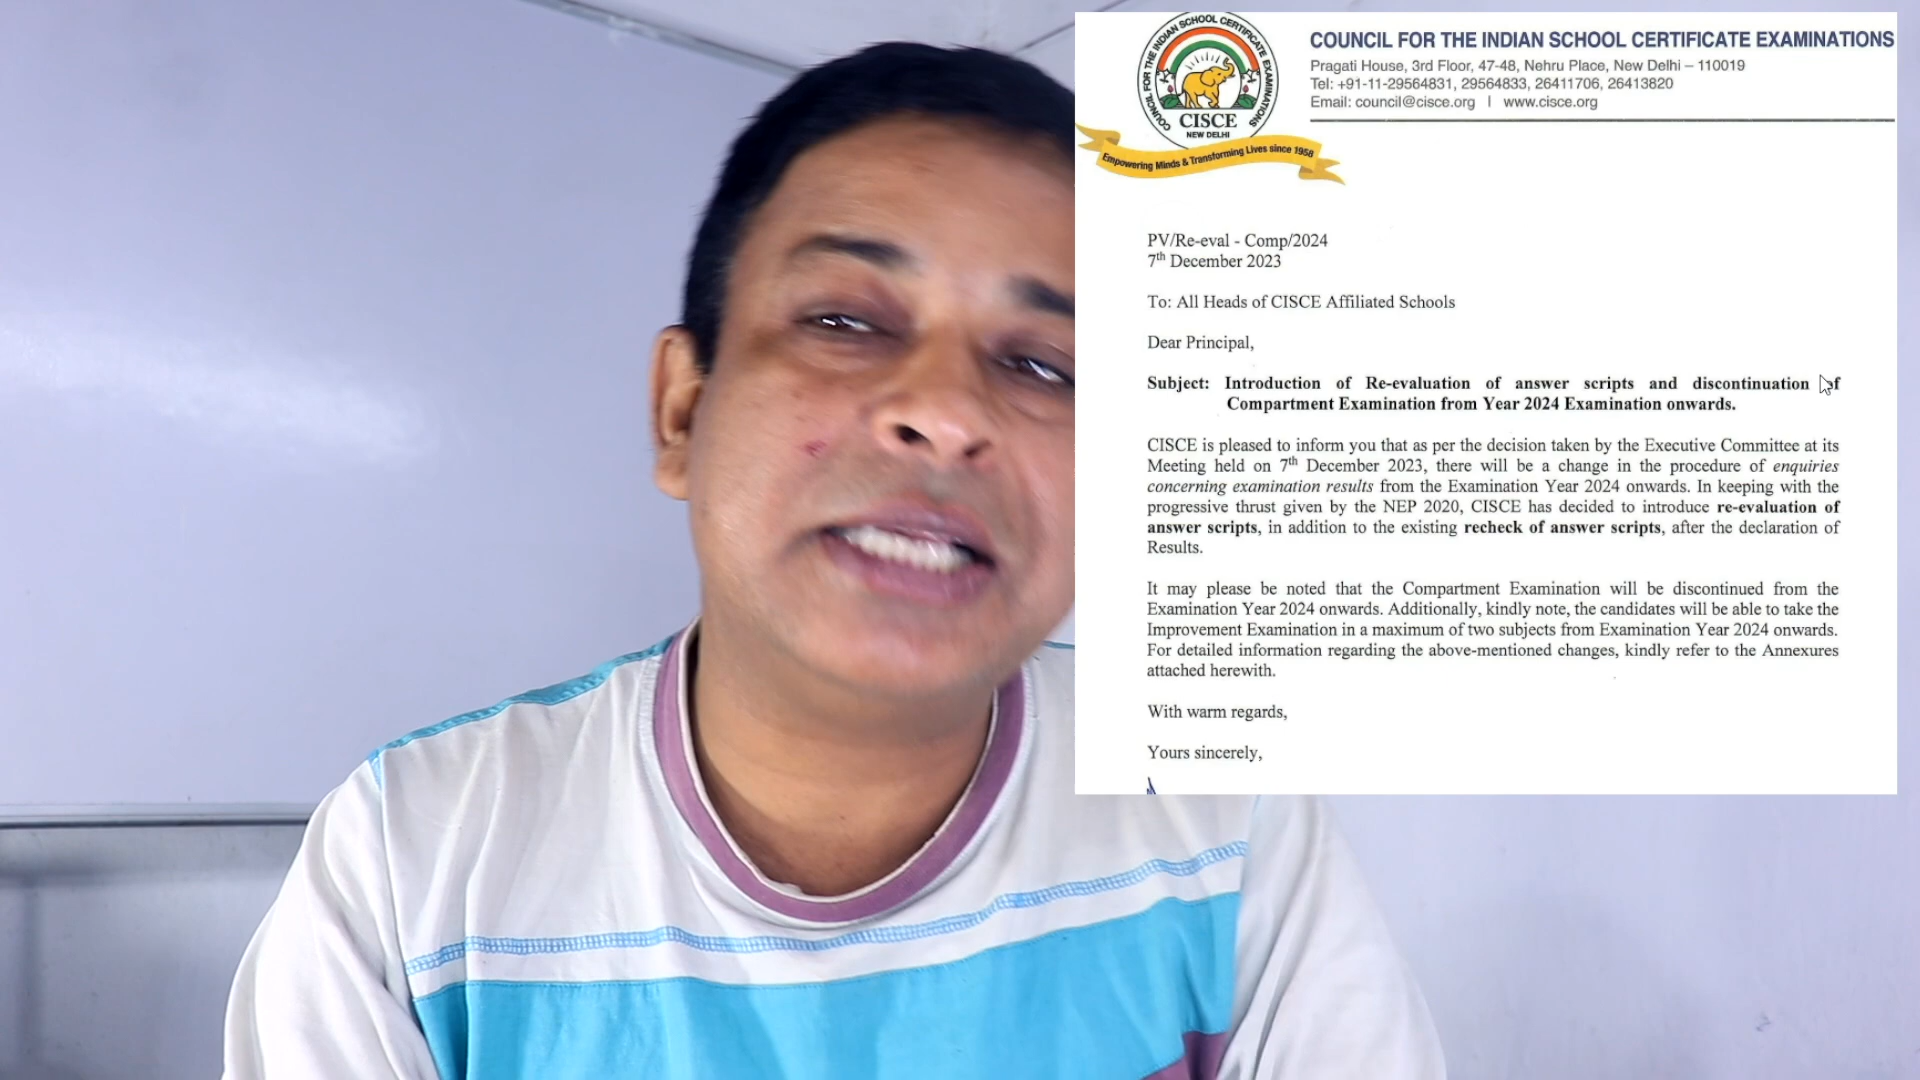 COUNCIL FOR THE INDIAN SCHOOL CERTIFICATE EXAMINATIONS
CISCE
NEW DELHI
Empowering Minds & Transforming Lives since 1958
COUNCIL FOR THE INDIAN SCHOOL CERTIFICATE EXAMINATIONS
Pragati House, 3rd Floor, 47-48, Nehru Place, New Delhi – 110019
Tel: +91-11-29564831, 29564833, 26411706, 26413820
Email: council@cisce.org | www.cisce.org
PV/Re-eval - Comp/2024
7th December 2023
To: All Heads of CISCE Affiliated Schools
Dear Principal,
Subject: Introduction of Re-evaluation of answer scripts and discontinuation of
Compartment Examination from Year 2024 Examination onwards.
CISCE is pleased to inform you that as per the decision taken by the Executive Committee at its
Meeting held on 7th December 2023, there will be a change in the procedure of enquiries
concerning examination results from the Examination Year 2024 onwards. In keeping with the
progressive thrust given by the NEP 2020, CISCE has decided to introduce re-evaluation of
answer scripts, in addition to the existing recheck of answer scripts, after the declaration of
Results.
It may please be noted that the Compartment Examination will be discontinued from the
Examination Year 2024 onwards. Additionally, kindly note, the candidates will be able to take the
Improvement Examination in a maximum of two subjects from Examination Year 2024 onwards.
For detailed information regarding the above-mentioned changes, kindly refer to the Annexures
attached herewith.
With warm regards,
Yours sincerely,